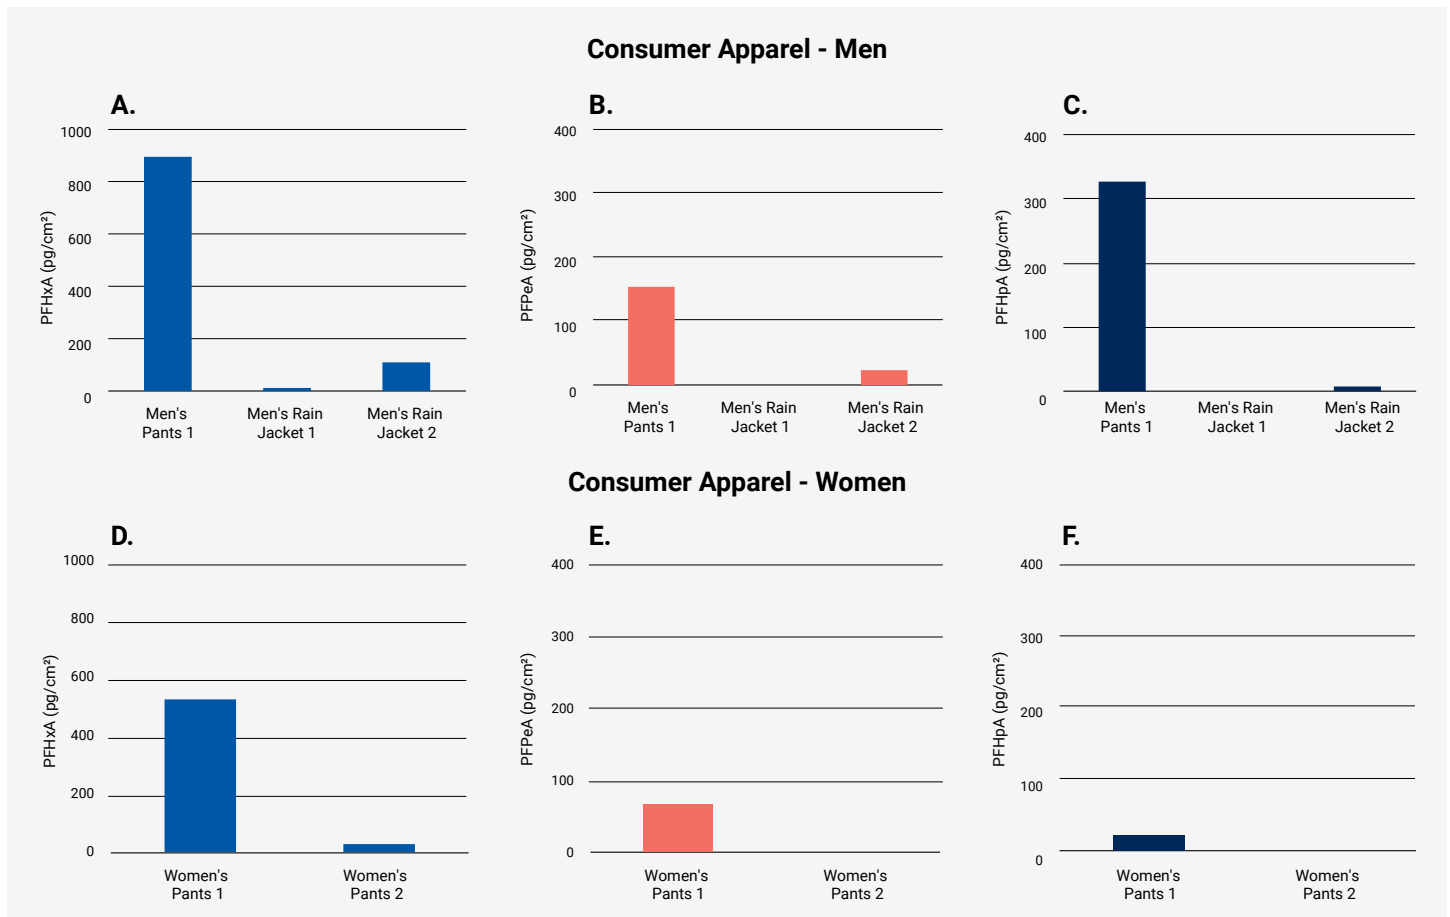 Consumer Apparel - Men
A.
1000
800
600
400
200
0
PFHxA (pg/cm²)
Men's
Pants 1
Men's Rain
Jacket 1
Men's Rain
Jacket 2
B.
400
300
200
100
0
PFPeA (pg/cm²)
Men's
Pants 1
Men's Rain
Jacket 1
Men's Rain
Jacket 2
C.
400
300
200
100
0
PFHpA (pg/cm²)
Men's
Pants 1
Men's Rain
Jacket 1
Men's Rain
Jacket 2
Consumer Apparel - Women
D.
1000
800
600
400
200
0
PFHxA (pg/cm²)
Women's
Pants 1
Women's
Pants 2
E.
400
300
200
100
0
PFPeA (pg/cm²)
Women's
Pants 1
Women's
Pants 2
F.
400
300
200
100
0
PFHpA (pg/cm²)
Women's
Pants 1
Women's
Pants 2